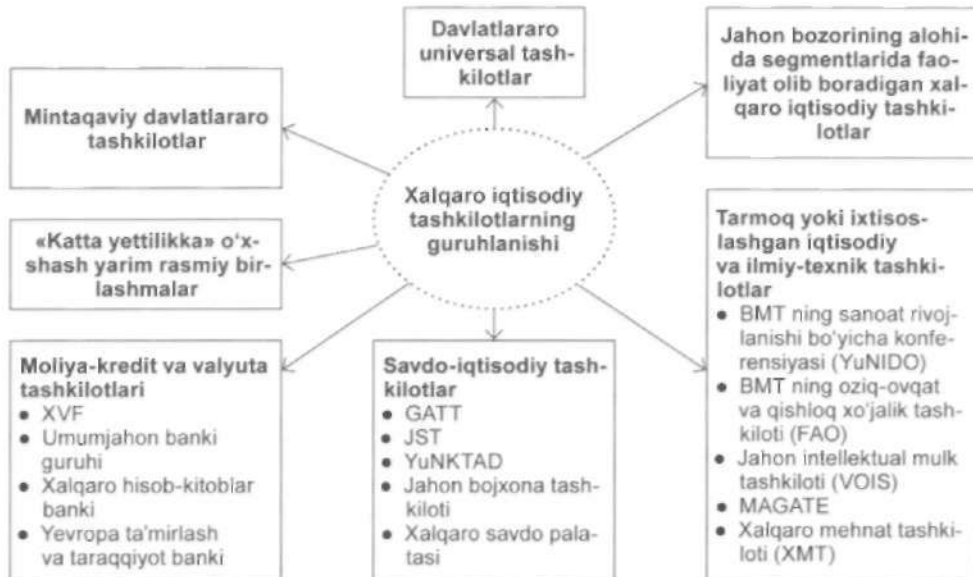 Davlatlararo
universal tash-
kilotlar
Jahon bozorining alohi-
da segmentlarida fao-
liyat olib boradigan xal-
qaro iqtisodiy tashki-
lotlar
Mintaqaviy davlatlararo
tashkilotlar
Xalqaro iqtisodiy
tashkilotlarning
guruhlanishi
«Katta yettilikka» o‘x-
shash yarim rasmiy bir-
lashmalar
Tarmoq yoki ixtisos-
lashgan iqtisodiy
va ilmiy-texnik tashki-
lotlar
● BMT ning sanoat rivoj-
lanishi bo‘yicha konfe-
rensiyasi (YuNIDO)
● BMT ning oziq-ovqat
va qishloq xo‘jalik tash-
kiloti (FAO)
● Jahon intellektual mulk
tashkiloti (VOIS)
● MAGATE
● Xalqaro mehnat tashki-
loti (XMT)
Moliya-kredit va valyuta
tashkilotlari
● XVF
● Umumjahon banki
guruhi
● Xalqaro hisob-kitoblar
banki
● Yevropa ta'mirlash
va taraqqiyot banki
Savdo-iqtisodiy tash-
kilotlar
● GATT
● JST
● YuNKTAD
● Jahon bojxona tash-
kiloti
● Xalqaro savdo pala-
tasi